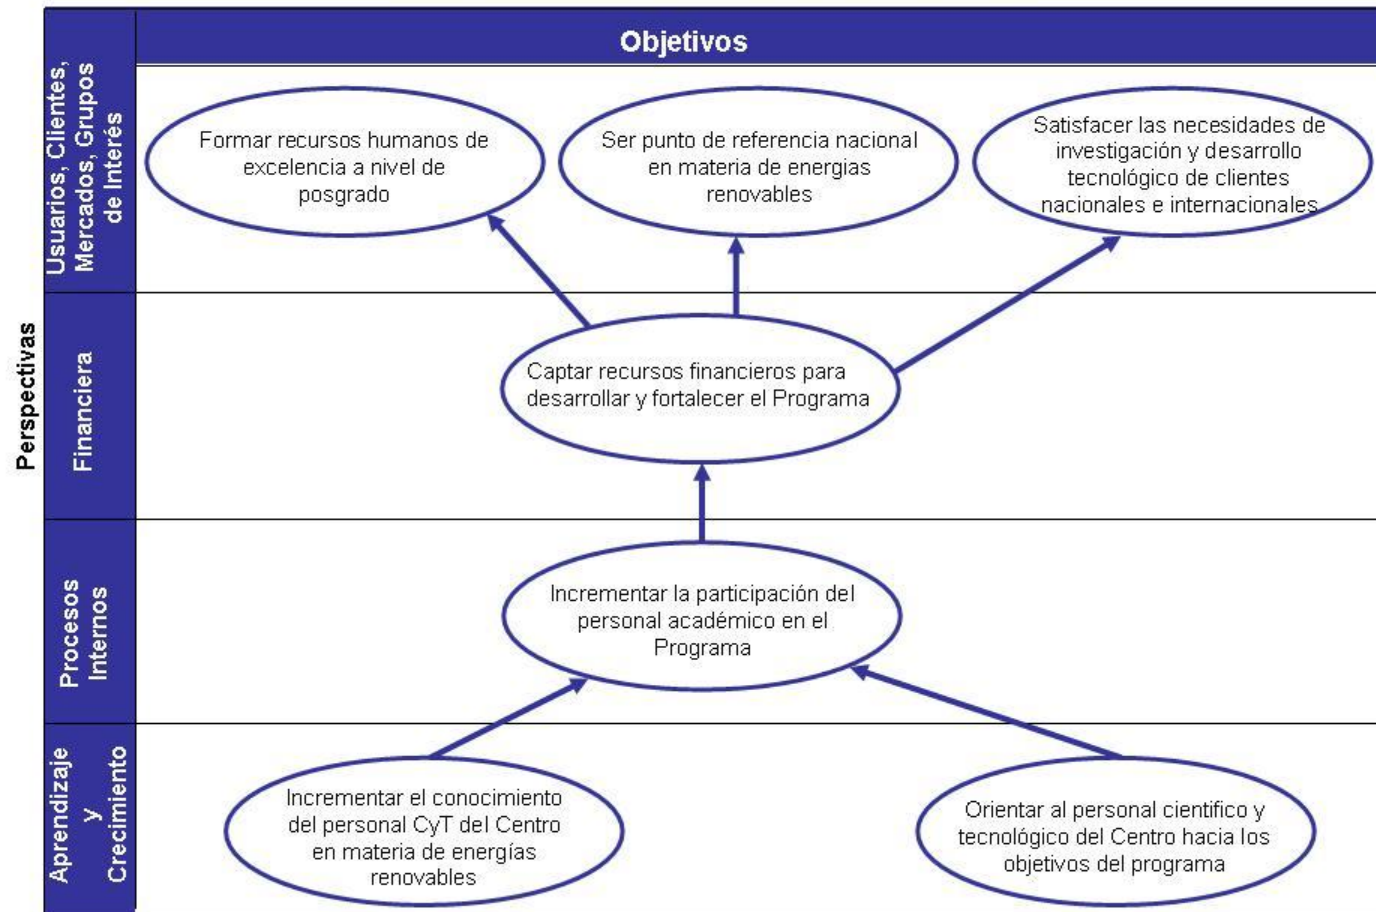 Objetivos
Perspectivas
Usuarios, Clientes,
Mercados, Grupos
de Interés
Formar recursos humanos de
excelencia a nivel de
posgrado
Ser punto de referencia nacional
en materia de energias
renovables
Satisfacer las necesidades de
investigación y desarrollo
tecnológico de clientes
nacionales e internacionales
Financiera
Captar recursos financieros para
desarrollar y fortalecer el Programa
Procesos
Internos
Incrementar la participación del
personal académico en el
Programa
Aprendizaje
y
Crecimiento
Incrementar el conocimiento
del personal CyT del Centro
en materia de energías
renovables
Orientar al personal cientifico y
tecnológico del Centro hacia los
objetivos del programa